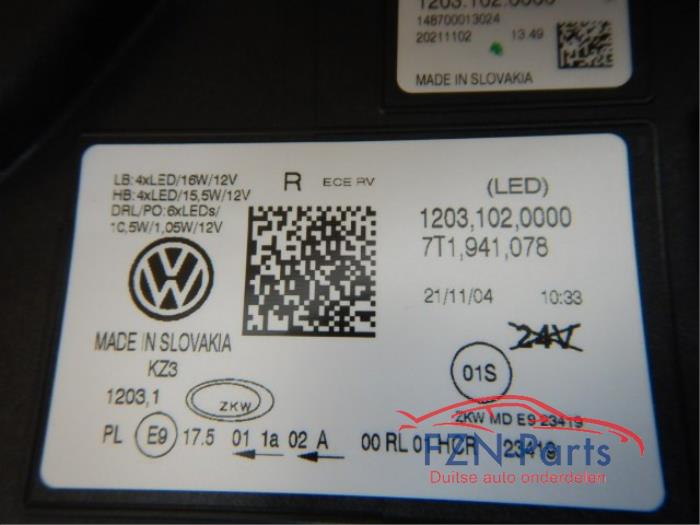 1203.102.0000
148700013024
20211102 13:49
MADE IN SLOVAKIA
LB:4xLED/16W/12V
HB:4xLED/15,5W/12V
DRL/PO:6xLEDs/
10,5W/1,05W/12V
R ECE RV
(LED)
1203,102,0000
7T1,941,078
21/11/04 10:33
24V
MADE IN SLOVAKIA
KZ3
1203,1
ZKW
01S
ZKW MD E9 23419
PL E9 17.5 01 1a 02 A 00 RL 01 HCR 23419
FZN Parts
Duitse auto onderdelen